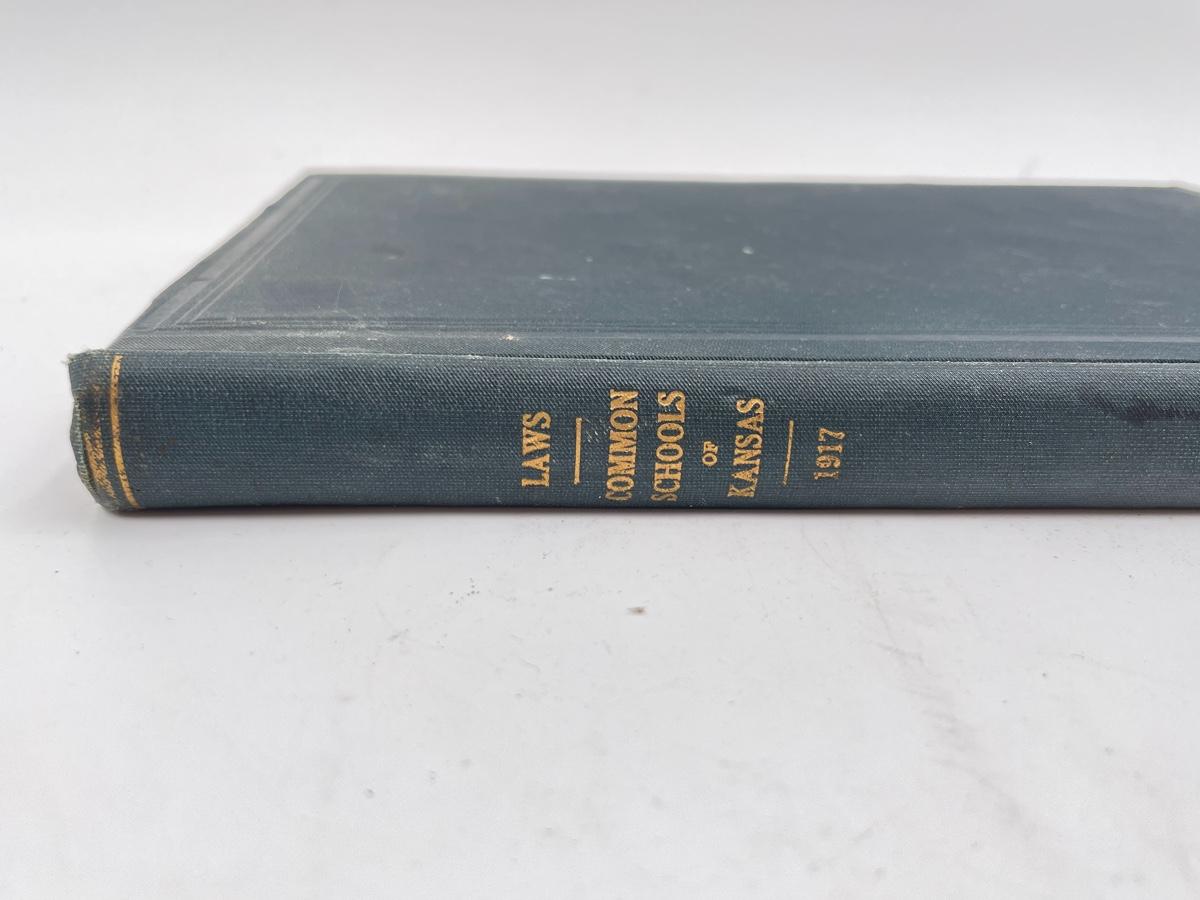 LAWS
COMMON
SCHOOLS
OF
KANSAS
1917